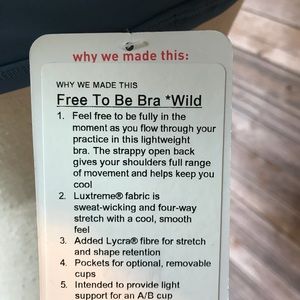 why we made this:
WHY WE MADE THIS
Free To Be Bra *Wild
1. Feel free to be fully in the
moment as you flow through your
practice in this lightweight
bra. The strappy open back
gives your shoulders full range
of movement and helps keep you
cool
2. Luxtreme® fabric is
sweat-wicking and four-way
stretch with a cool, smooth
feel
3. Added Lycra® fibre for stretch
and shape retention
4. Pockets for optional, removable
cups
5. Intended to provide light
support for an A/B cup